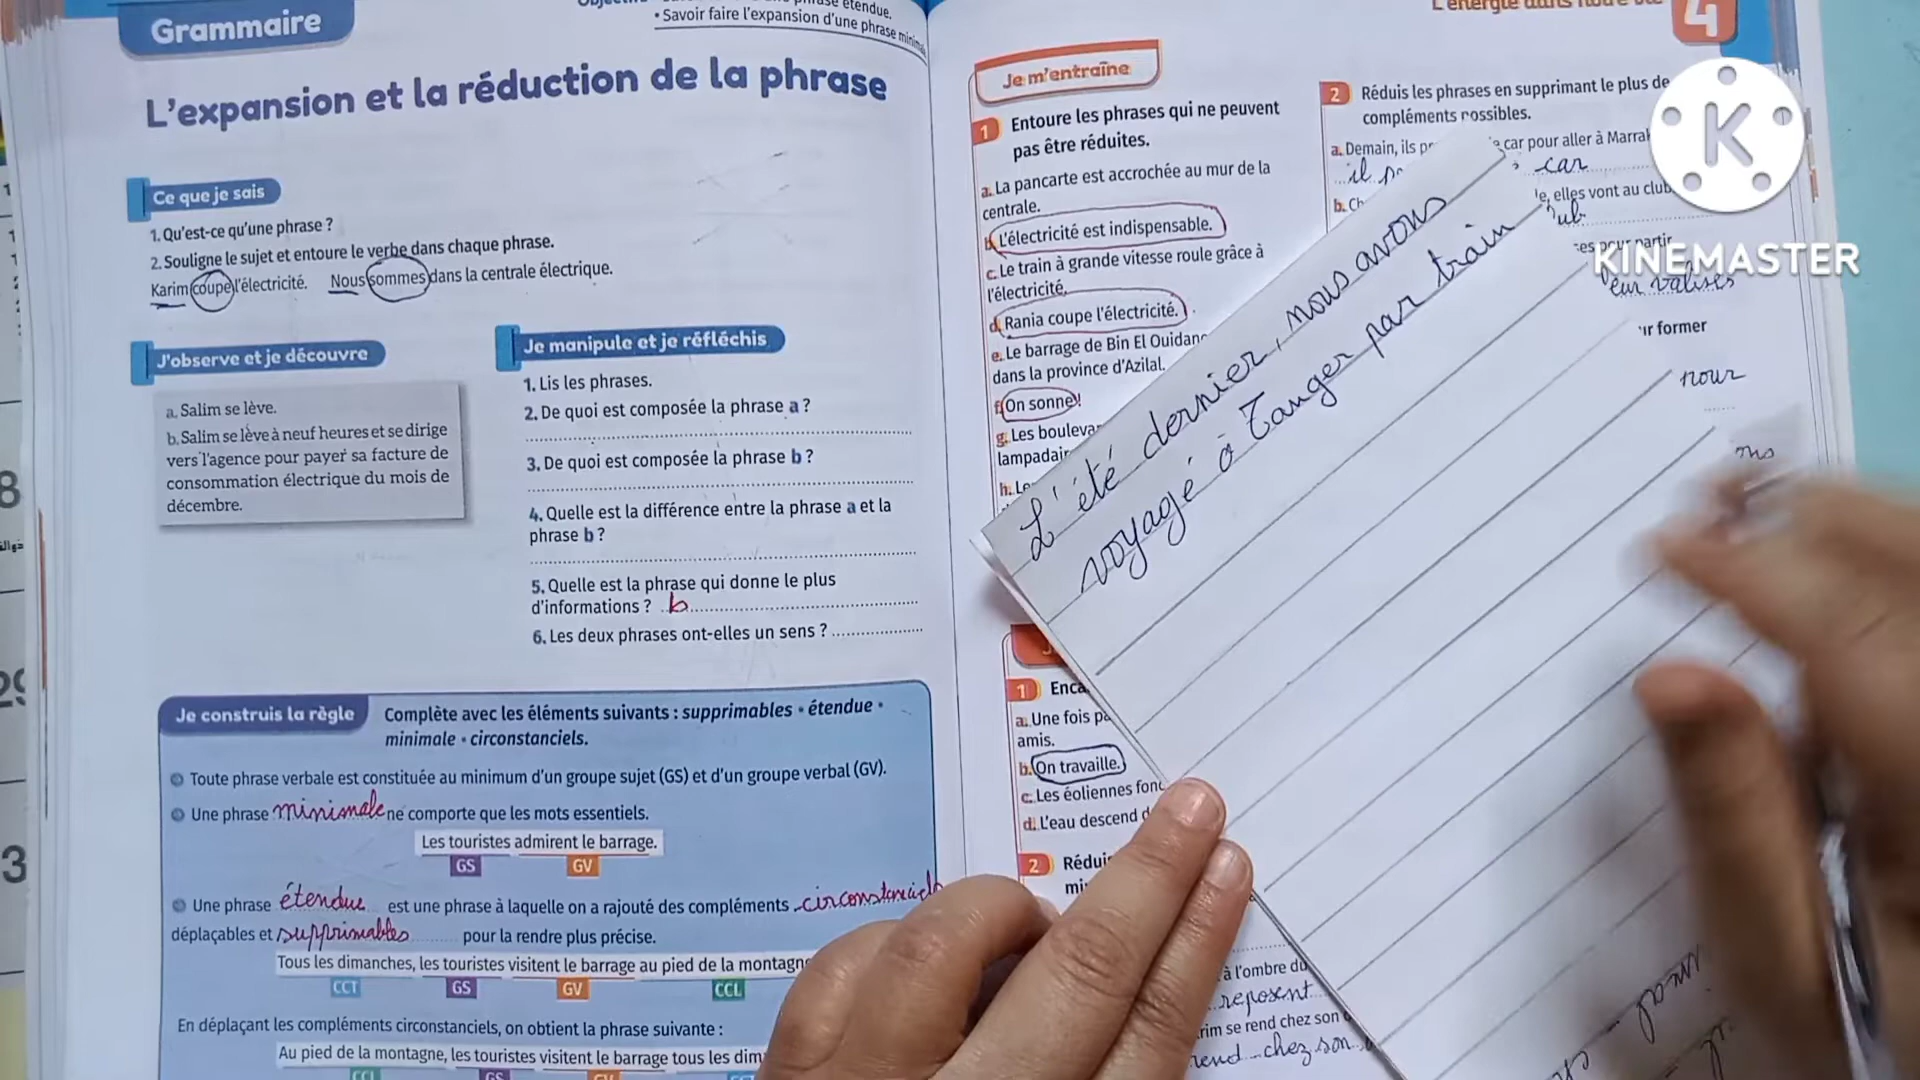 Grammaire
• Savoir faire l'expansion d'une phrase
L'expansion et la réduction de la phrase
Ce que je sais
1. Qu'est-ce qu'une phrase ?
2. Souligne le sujet et entoure le verbe dans chaque phrase.
Karim coupe l'électricité. Nous sommes dans la centrale électrique.
J'observe et je découvre
a. Salim se lève.
b. Salim se lève à neuf heures et se dirige
vers l'agence pour payer sa facture de
consommation électrique du mois de
décembre.
Je manipule et je réfléchis
1. Lis les phrases.
2. De quoi est composée la phrase a ?
3. De quoi est composée la phrase b ?
4. Quelle est la différence entre la phrase a et la
phrase b ?
5. Quelle est la phrase qui donne le plus
d'informations ? b
6. Les deux phrases ont-elles un sens ?
Je construis la règle
Complète avec les éléments suivants : supprimables • étendue •
minimale • circonstanciels.
Toute phrase verbale est constituée au minimum d'un groupe sujet (GS) et d'un groupe verbal (GV).
Une phrase minimale ne comporte que les mots essentiels.
Les touristes admirent le barrage.
GS GV
Une phrase étendue est une phrase à laquelle on a rajouté des compléments circonstanciels
déplaçables et supprimables pour la rendre plus précise.
Tous les dimanches, les touristes visitent le barrage au pied de la montagne
CCT GS GV CCL
En déplaçant les compléments circonstanciels, on obtient la phrase suivante :
Au pied de la montagne, les touristes visitent le barrage tous les
4
Je m'entraîne
1 Entoure les phrases qui ne peuvent
pas être réduites.
a. La pancarte est accrochée au mur de la
centrale.
b. L'électricité est indispensable.
c. Le train à grande vitesse roule grâce à
l'électricité.
d. Rania coupe l'électricité.
e. Le barrage de Bin El Ouidane
dans la province d'Azilal.
f. On sonne!
g. Les
h.
2 Réduis les phrases en supprimant le plus de
compléments possibles.
a. Demain, ils car pour aller à
il car
b. elles vont au club
pour partir
valises
former
pour
KINEMASTER
L'été dernier, nous avons
voyagé à Tanger par train
1
a. Une fois
amis.
b. On travaille.
c. Les éoliennes
d. L'eau descend
2
à l'ombre du
reposent
se rend chez son
chez son